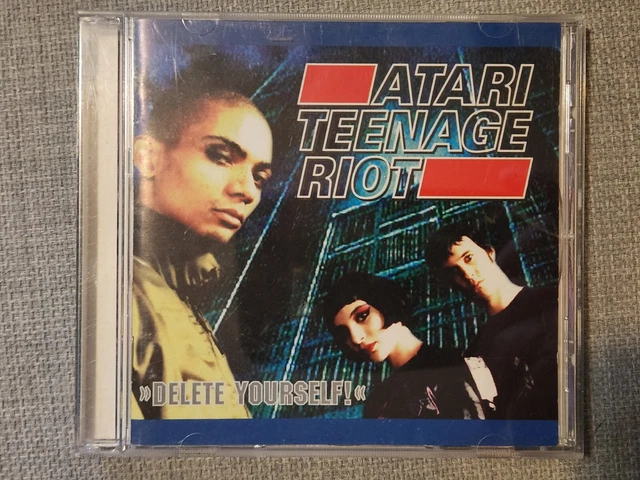 ATARI
TEENAGE
RIOT
»DELETE YOURSELF!«